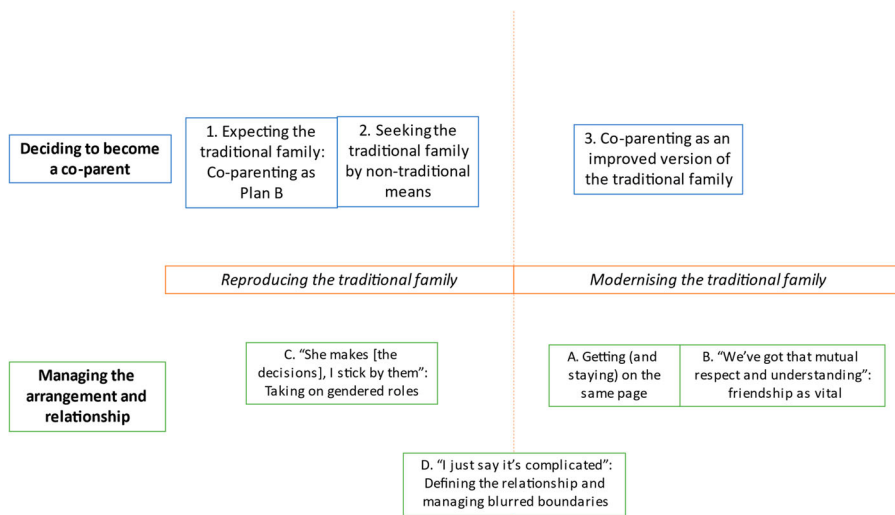 Deciding to become
a co-parent
1. Expecting the
traditional family:
Co-parenting as
Plan B
2. Seeking the
traditional family
by non-traditional
means
3. Co-parenting as an
improved version of
the traditional family
Reproducing the traditional family
Modernising the traditional family
Managing the
arrangement and
relationship
C. “She makes [the
decisions], I stick by them”:
Taking on gendered roles
A. Getting (and
staying) on the
same page
B. “We’ve got that mutual
respect and understanding”:
friendship as vital
D. “I just say it’s complicated”:
Defining the relationship and
managing blurred boundaries